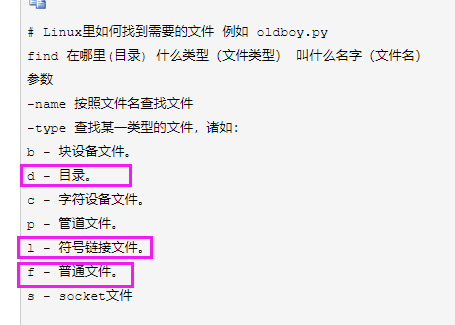 # Linux里如何找到需要的文件 例如 oldboy.py
find 在哪里(目录) 什么类型（文件类型） 叫什么名字（文件名）
参数
-name 按照文件名查找文件
-type 查找某一类型的文件，诸如：
b - 块设备文件。
d - 目录。
c - 字符设备文件。
p - 管道文件。
l - 符号链接文件。
f - 普通文件。
s - socket文件